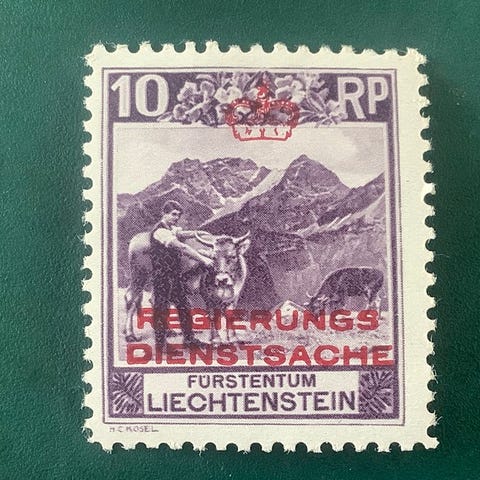 10 RP
REGIERUNGS
DIENSTSACHE
FÜRSTENTUM
LIECHTENSTEIN
H C KOSEL